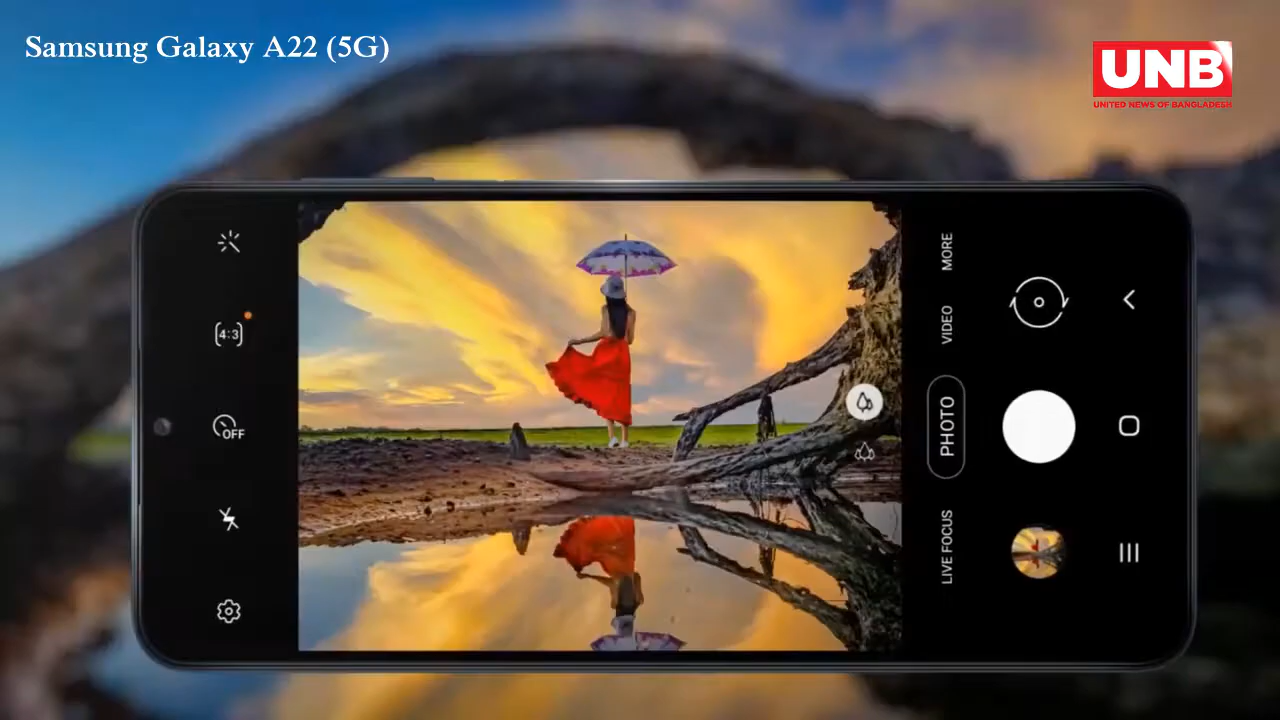 Samsung Galaxy A22 (5G)
UNB
UNITED NEWS OF BANGLADESH
4:3
OFF
MORE
VIDEO
PHOTO
LIVE FOCUS